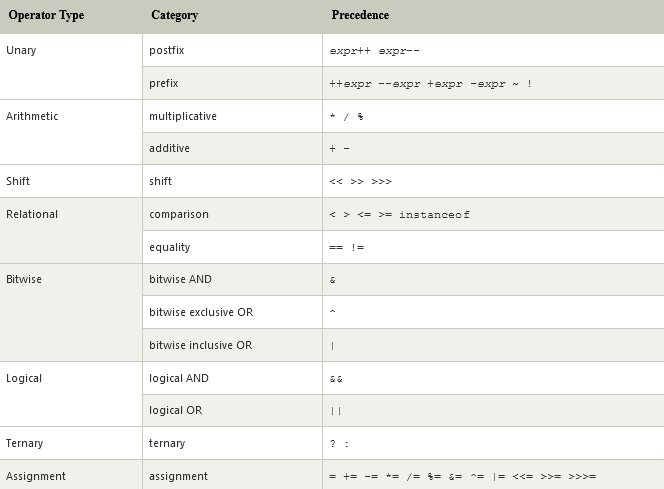 Operator Type Category Precedence
Unary postfix expr++ expr--
prefix ++expr --expr +expr -expr ~ !
Arithmetic multiplicative * / %
additive + -
Shift shift << >> >>>
Relational comparison < > <= >= instanceof
equality == !=
Bitwise bitwise AND &
bitwise exclusive OR ^
bitwise inclusive OR |
Logical logical AND &&
logical OR ||
Ternary ternary ? :
Assignment assignment = += -= *= /= %= &= ^= |= <<= >>= >>>=